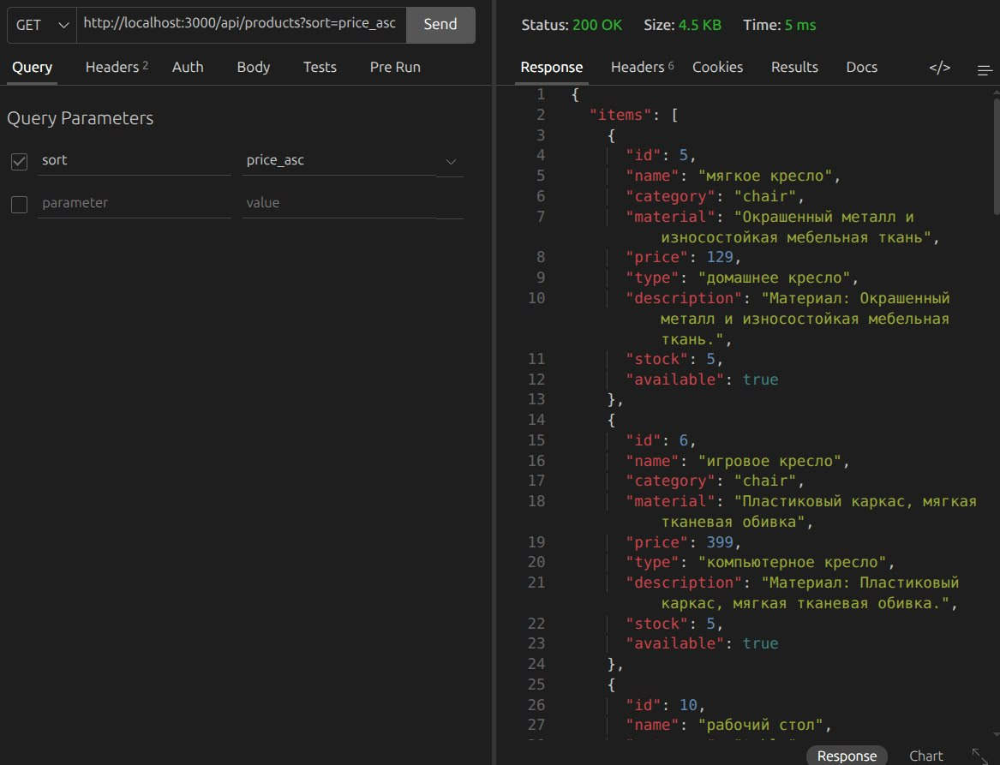 GET http://localhost:3000/api/products?sort=price_asc Send
Query Headers 2 Auth Body Tests Pre Run
Query Parameters
sort price_asc
parameter value
Status: 200 OK Size: 4.5 KB Time: 5 ms
Response Headers 6 Cookies Results Docs </>
1 {
2 "items": [
3 {
4 "id": 5,
5 "name": "мягкое кресло",
6 "category": "chair",
7 "material": "Окрашенный металл и
износостойкая мебельная ткань",
8 "price": 129,
9 "type": "домашнее кресло",
10 "description": "Материал: Окрашенный
металл и износостойкая мебельная
ткань.",
11 "stock": 5,
12 "available": true
13 },
14 {
15 "id": 6,
16 "name": "игровое кресло",
17 "category": "chair",
18 "material": "Пластиковый каркас, мягкая
тканевая обивка",
19 "price": 399,
20 "type": "компьютерное кресло",
21 "description": "Материал: Пластиковый
каркас, мягкая тканевая обивка.",
22 "stock": 5,
23 "available": true
24 },
25 {
26 "id": 10,
27 "name": "рабочий стол",
Response Chart